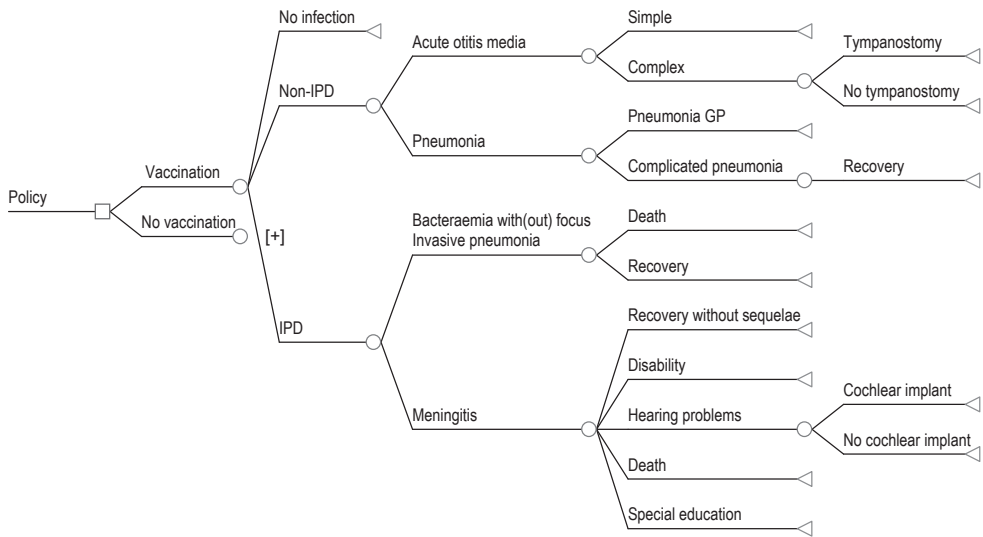 No infection
Simple
Acute otitis media
Tympanostomy
Complex
Non-IPD
No tympanostomy
Pneumonia GP
Pneumonia
Complicated pneumonia
Recovery
Vaccination
Policy
No vaccination
[+]
Bacteraemia with(out) focus
Invasive pneumonia
Death
Recovery
IPD
Recovery without sequelae
Disability
Cochlear implant
Meningitis
Hearing problems
No cochlear implant
Death
Special education